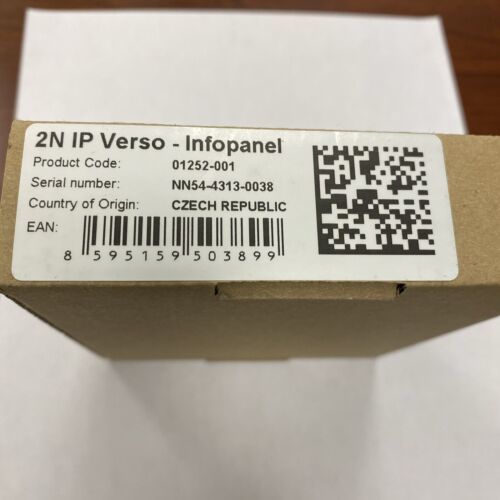 2N IP Verso - Infopanel
Product Code: 01252-001
Serial number: NN54-4313-0038
Country of Origin: CZECH REPUBLIC
EAN:
8 595159 503899